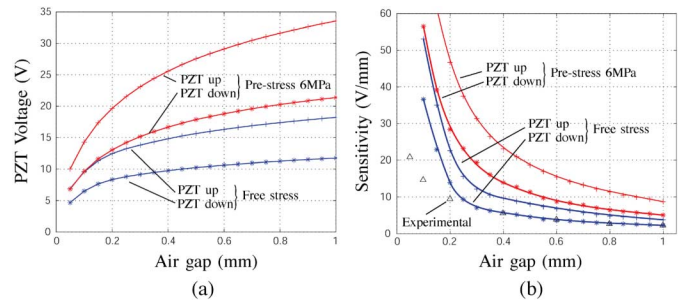 35
30
25
20
15
10
5
0
PZT Voltage (V)
PZT up
PZT down
Pre-stress 6MPa
PZT up
PZT down
Free stress
0 0.2 0.4 0.6 0.8 1
Air gap (mm)
(a)
60
50
40
30
20
10
0
Sensitivity (V/mm)
PZT up
PZT down
Pre-stress 6MPa
PZT up
PZT down
Free stress
Experimental
0 0.2 0.4 0.6 0.8 1.0
Air gap (mm)
(b)